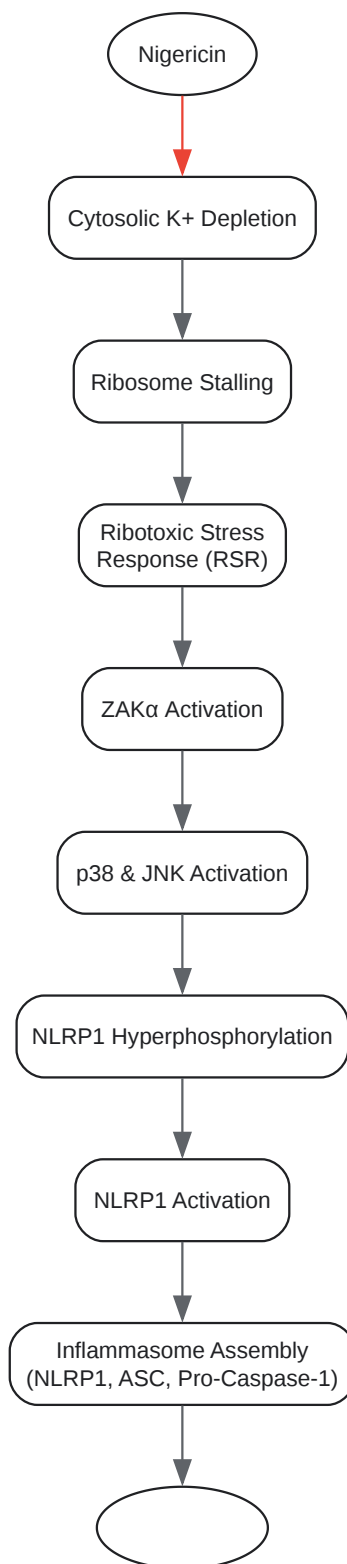 Nigericin
Cytosolic K+ Depletion
Ribosome Stalling
Ribotoxic Stress
Response (RSR)
ZAKα Activation
p38 & JNK Activation
NLRP1 Hyperphosphorylation
NLRP1 Activation
Inflammasome Assembly
(NLRP1, ASC, Pro-Caspase-1)